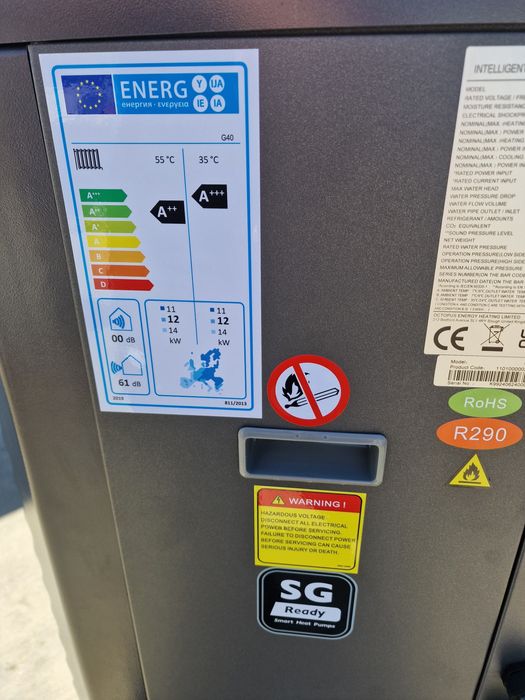 ENERG Y IJA IE IA
енергия · ενεργεια
G40
55 °C 35 °C
A+++
A++
A+
A
B
C
D
A++ A+++
11 11
12 12
14 14
kW kW
00 dB
61 dB
2019 811/2013
INTELLIGENT
MODEL
RATED VOLTAGE / FRE
MOISTURE RESISTANC
ELECTRICAL SHOCKPR
NOMINAL(MAX.)HEATING
NOMINAL(MAX.) POWER
NOMINAL(MAX.) HEATING
NOMINAL(MAX.) POWER IN
NOMINAL(MAX.) COOLING
NOMINAL(MAX.) POWER IN
*RATED POWER INPUT
*RATED CURRENT INPUT
MAX WATER HEAD
WATER PRESSURE DROP
WATER FLOW VOLUME
WATER PIPE OUTLET / INLET
REFRIGERANT / AMOUNTS
CO₂ EQUIVALENT
**SOUND PRESSURE LEVEL
NET WEIGHT
RATED WATER PRESSURE
OPERATION PRESSURE(LOW SIDE
OPERATION PRESSURE(HIGH SIDE
MAXIMUM ALLOWABLE PRESSURE
SERIES NUMBER(ON THE BAR CODE
MANUFACTURED DATE(ON THE BAR
OCTOPUS ENERGY HEATING LIMITED
CE
Model:
Product Code: 1101000002
Serial No. K992406240
RoHS
R290
WARNING !
HAZARDOUS VOLTAGE
DISCONNECT ALL ELECTRICAL
POWER BEFORE SERVICING.
FAILURE TO DISCONNECT POWER
BEFORE SERVICING CAN CAUSE
SERIOUS INJURY OR DEATH.
SG
Ready
Smart Heat Pumps